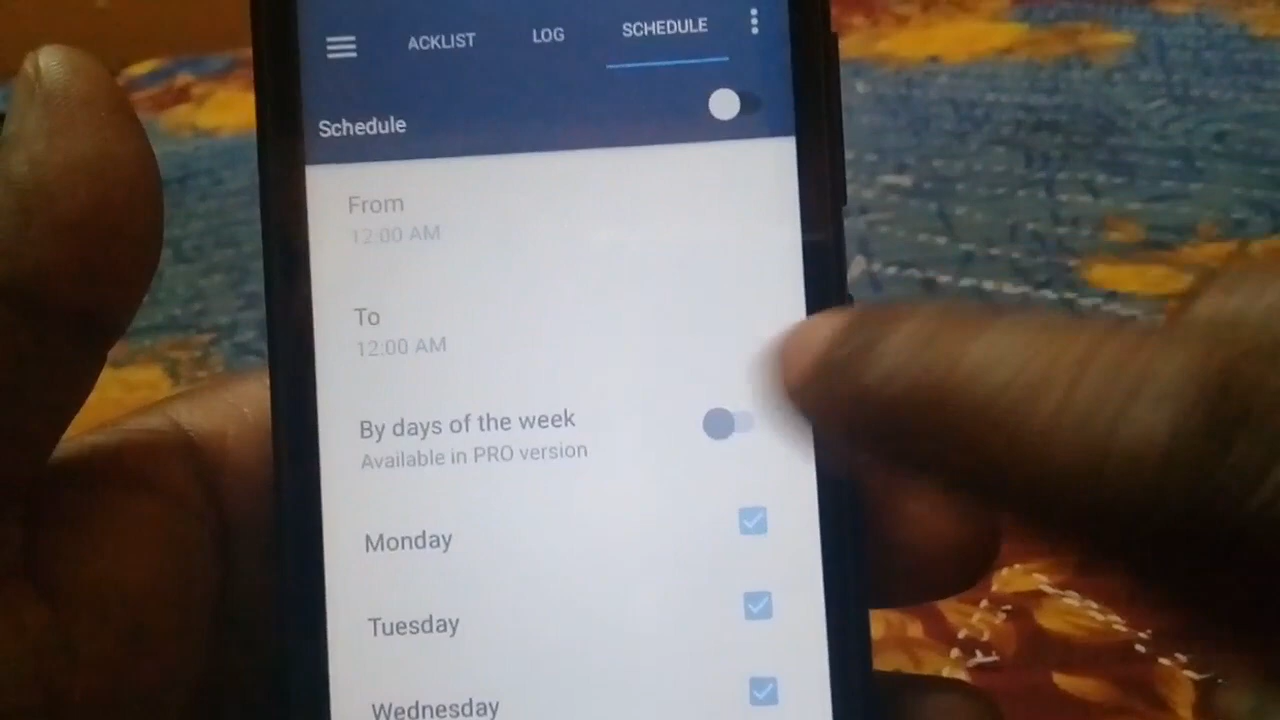 ACKLIST LOG SCHEDULE
Schedule
From
12:00 AM
To
12:00 AM
By days of the week
Available in PRO version
Monday
Tuesday
Wednesday